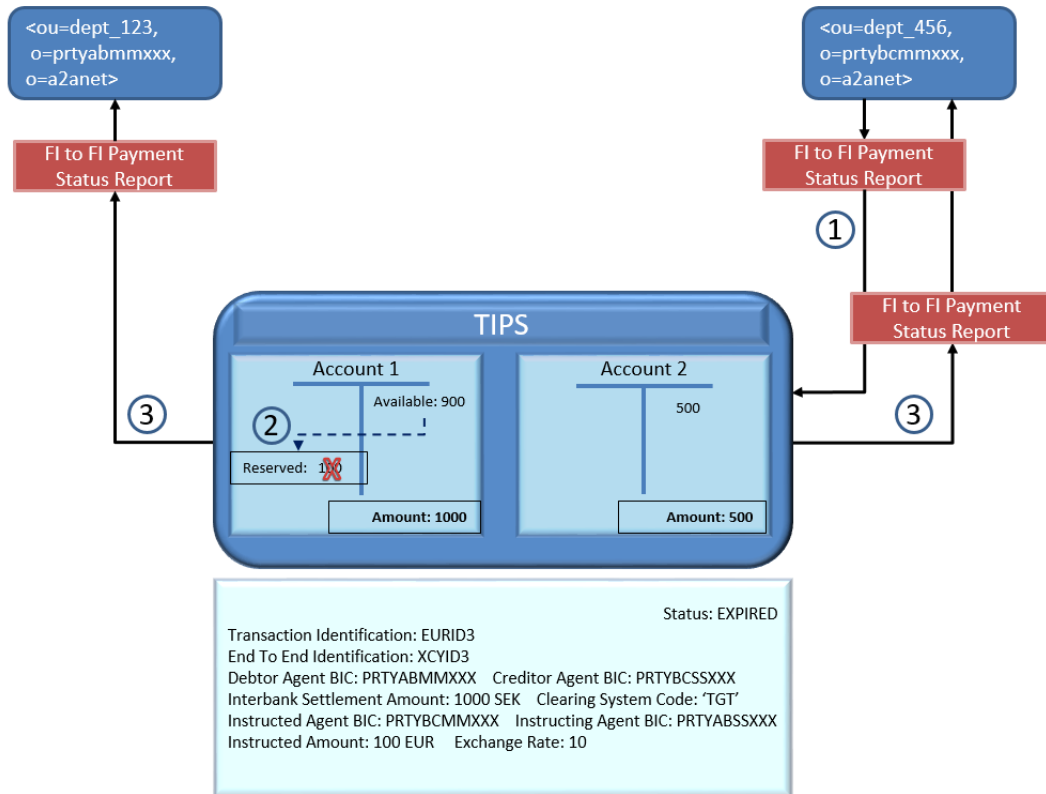 <ou=dept_123,
o=prtyabmmxxx,
o=a2anet>
<ou=dept_456,
o=prtybcmmxxx,
o=a2anet>
FI to FI Payment
Status Report
FI to FI Payment
Status Report
1
FI to FI Payment
Status Report
TIPS
Account 1
Available: 900
2
Reserved: 100
Amount: 1000
Account 2
500
Amount: 500
3
3
Status: EXPIRED
Transaction Identification: EURID3
End To End Identification: XCYID3
Debtor Agent BIC: PRTYABMMXXX Creditor Agent BIC: PRTYBCSSXXX
Interbank Settlement Amount: 1000 SEK Clearing System Code: ‘TGT’
Instructed Agent BIC: PRTYBCMMXXX Instructing Agent BIC: PRTYABSSXXX
Instructed Amount: 100 EUR Exchange Rate: 10